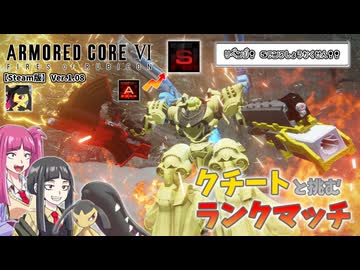 ARMORED CORE VI
FIRES OF RUBICON
【Steam版】 Ver.1.08
A
S
クチートと挑む
ランクマッチ